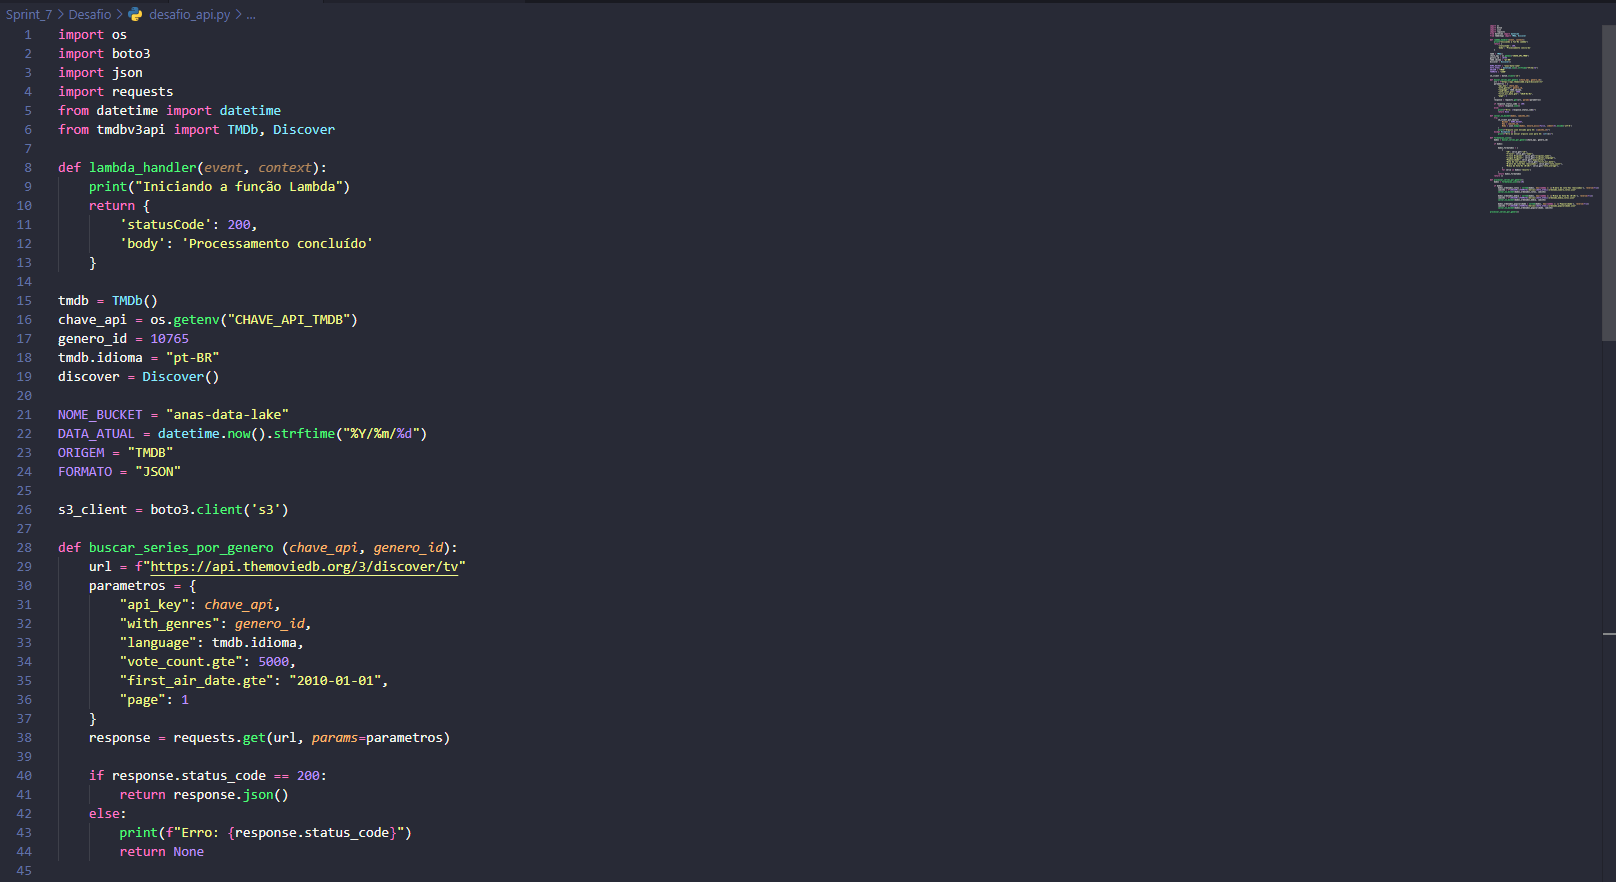 Sprint_7 > Desafio > desafio_api.py > ...
1 import os
2 import boto3
3 import json
4 import requests
5 from datetime import datetime
6 from tmdbv3api import TMDb, Discover
7
8 def lambda_handler(event, context):
9     print("Iniciando a função Lambda")
10     return {
11         'statusCode': 200,
12         'body': 'Processamento concluído'
13     }
14
15 tmdb = TMDb()
16 chave_api = os.getenv("CHAVE_API_TMDB")
17 genero_id = 10765
18 tmdb.idioma = "pt-BR"
19 discover = Discover()
20
21 NOME_BUCKET = "anas-data-lake"
22 DATA_ATUAL = datetime.now().strftime("%Y/%m/%d")
23 ORIGEM = "TMDB"
24 FORMATO = "JSON"
25
26 s3_client = boto3.client('s3')
27
28 def buscar_series_por_genero (chave_api, genero_id):
29     url = f"https://api.themoviedb.org/3/discover/tv"
30     parametros = {
31         "api_key": chave_api,
32         "with_genres": genero_id,
33         "language": tmdb.idioma,
34         "vote_count.gte": 5000,
35         "first_air_date.gte": "2010-01-01",
36         "page": 1
37     }
38     response = requests.get(url, params=parametros)
39
40     if response.status_code == 200:
41         return response.json()
42     else:
43         print(f"Erro: {response.status_code}")
44         return None
45